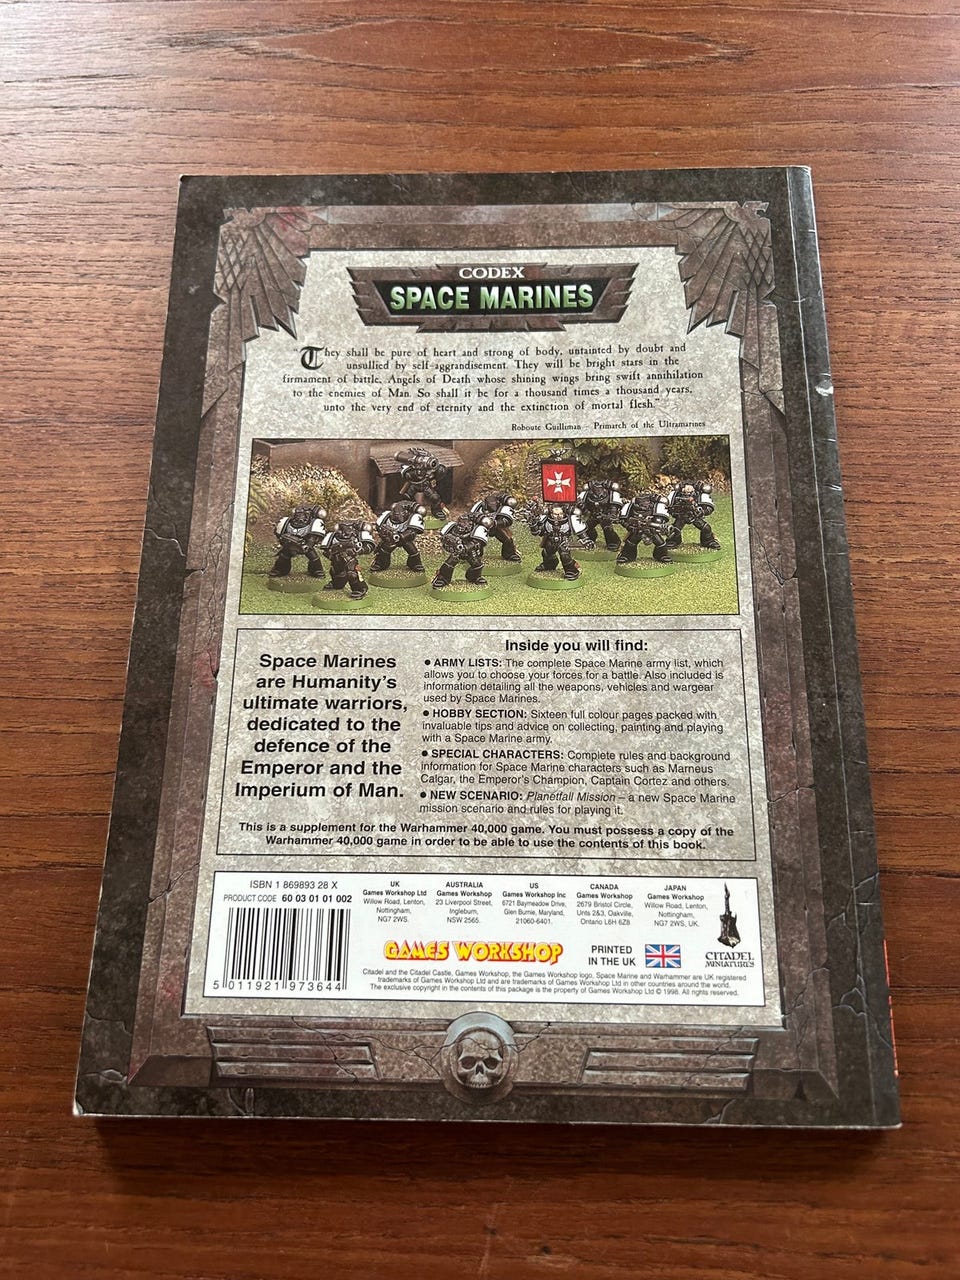 CODEX
SPACE MARINES
"They shall be pure of heart and strong of body, untainted by doubt and
unsullied by self-aggrandisement. They will be bright stars in the
firmament of battle, Angels of Death whose shining wings bring swift annihilation
to the enemies of Man. So shall it be for a thousand times a thousand years,
unto the very end of eternity and the extinction of mortal flesh."
Roboute Guilliman - Primarch of the Ultramarines
Space Marines
are Humanity's
ultimate warriors,
dedicated to the
defence of the
Emperor and the
Imperium of Man.
Inside you will find:
● ARMY LISTS: The complete Space Marine army list, which
allows you to choose your forces for a battle. Also included is
information detailing all the weapons, vehicles and wargear
used by Space Marines.
● HOBBY SECTION: Sixteen full colour pages packed with
invaluable tips and advice on collecting, painting and playing
with a Space Marine army.
● SPECIAL CHARACTERS: Complete rules and background
information for Space Marine characters such as Marneus
Calgar, the Emperor's Champion, Captain Cortez and others.
● NEW SCENARIO: Planetfall Mission – a new Space Marine
mission scenario and rules for playing it.
This is a supplement for the Warhammer 40,000 game. You must possess a copy of the
Warhammer 40,000 game in order to be able to use the contents of this book.
ISBN 1 869893 28 X
PRODUCT CODE 60 03 01 01 002
5 011921 973644
UK
Games Workshop Ltd
Willow Road, Lenton,
Nottingham,
NG7 2WS.
AUSTRALIA
Games Workshop
23 Liverpool Street,
Ingleburn,
NSW 2565.
US
Games Workshop Inc
6721 Baymeadow Drive,
Glen Burnie, Maryland,
21060-6401.
CANADA
Games Workshop
2679 Bristol Circle,
Units 2&3, Oakville,
Ontario L6H 6Z8
JAPAN
Games Workshop
Willow Road, Lenton,
Nottingham,
NG7 2WS, UK.
GAMES WORKSHOP
PRINTED
IN THE UK
CITADEL
MINIATURES
Citadel and the Citadel Castle, Games Workshop, the Games Workshop logo, Space Marine and Warhammer are UK registered
trademarks of Games Workshop Ltd and are trademarks of Games Workshop Ltd in other countries around the world.
The exclusive copyright in the contents of this package is the property of Games Workshop Ltd © 1998. All rights reserved.